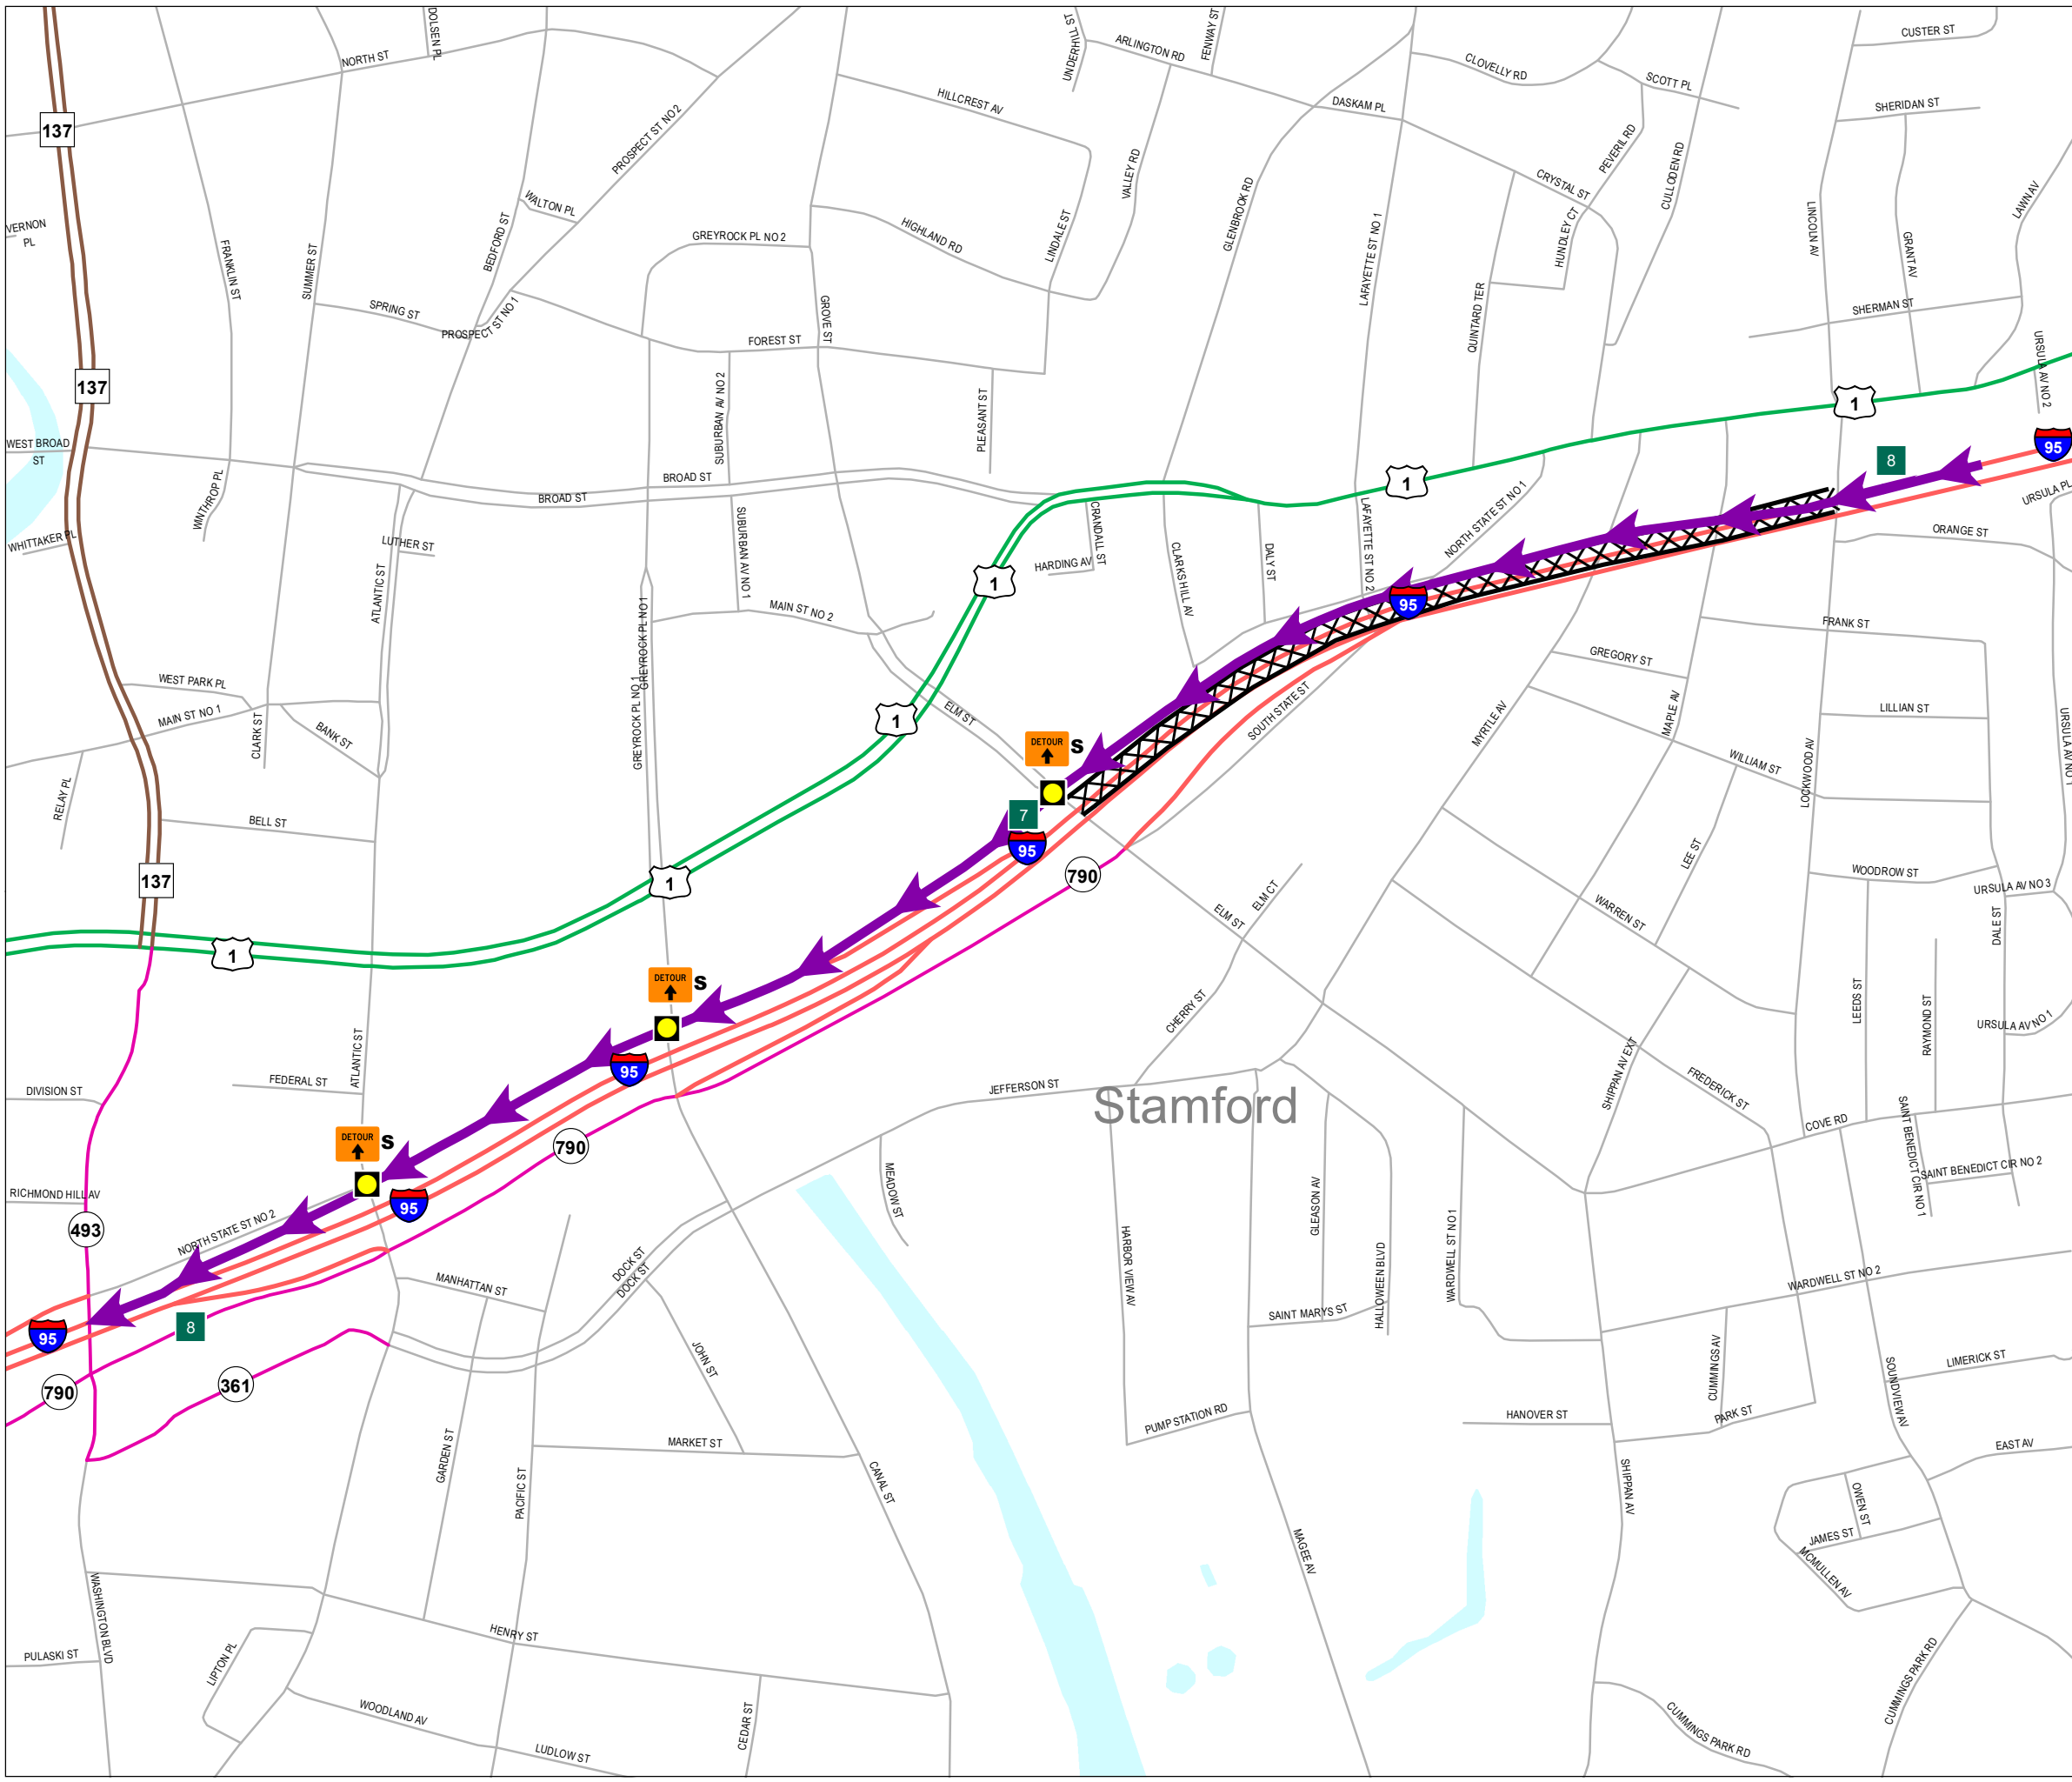 DOLSEN PL
NORTH ST
137
PROSPECT ST NO 2
HILLCREST AV
UNDERHILL ST
ARLINGTON RD
FENWAY ST
CLOVELLY RD
SCOTT PL
CUSTER ST
DASKAM PL
SHERIDAN ST
PEVERIL RD
CULLODEN RD
VALLEY RD
CRYSTAL ST
WALTON PL
VERNON
PL
FRANKLIN ST
SUMMER ST
BEDFORD ST
GREYROCK PL NO 2
HIGHLAND RD
LINDALE ST
GLENBROOK RD
LAFAYETTE ST NO 1
HUNDLEY CT
LINCOLN AV
GRANT AV
LAWN AV
SPRING ST
PROSPECT ST NO 1
GROVE ST
FOREST ST
QUINTARD TER
SHERMAN ST
URSULA AV NO 2
137
SUBURBAN AV NO 2
PLEASANT ST
1
WEST BROAD
ST
95
8
WINTHROP PL
BROAD ST
BROAD ST
1
URSULA PL
WHITTAKER PL
LUTHER ST
SUBURBAN AV NO 1
CRANDALL ST
HARDING AV
CLARKS HILL AV
DALY ST
LAFAYETTE ST NO 2
NORTH STATE ST NO 1
ORANGE ST
1
ATLANTIC ST
GREYROCK PL NO 1
MAIN ST NO 2
95
FRANK ST
GREGORY ST
WEST PARK PL
MAIN ST NO 1
CLARK ST
BANK ST
GREYROCK PL NO 1
1
ELM ST
SOUTH STATE ST
MYRTLE AV
MAPLE AV
LILLIAN ST
WILLIAM ST
LOCKWOOD AV
URSULA AV NO 1
DETOUR
S
RELAY PL
BELL ST
7
95
LEE ST
137
1
790
WOODROW ST
URSULA AV NO 3
ELM ST
ELM CT
WARREN ST
DALE ST
1
DETOUR
S
CHERRY ST
LEEDS ST
RAYMOND ST
URSULA AV NO 1
ATLANTIC ST
95
FEDERAL ST
DIVISION ST
JEFFERSON ST
Stamford
SHIPPAN AV EXT
FREDERICK ST
COVE RD
SAINT BENEDICT CIR NO 1
SAINT BENEDICT CIR NO 2
DETOUR
S
790
MEADOW ST
RICHMOND HILL AV
493
95
NORTH STATE ST NO 2
DOCK ST
DOCK ST
HARBOR VIEW AV
GLEASON AV
HALLOWEEN BLVD
WARDWELL ST NO 1
WARDWELL ST NO 2
MANHATTAN ST
SAINT MARYS ST
95
8
JOHN ST
CUMMINGS AV
SOUNDVIEW AV
LIMERICK ST
790
361
PUMP STATION RD
HANOVER ST
PARK ST
GARDEN ST
MARKET ST
EAST AV
PACIFIC ST
CANAL ST
SHIPPAN AV
OWEN ST
JAMES ST
MCMULLEN AV
MAGEE AV
WASHINGTON BLVD
HENRY ST
PULASKI ST
LIPTON PL
WOODLAND AV
CEDAR ST
LUDLOW ST
CUMMINGS PARK RD
CUMMINGS PARK RD